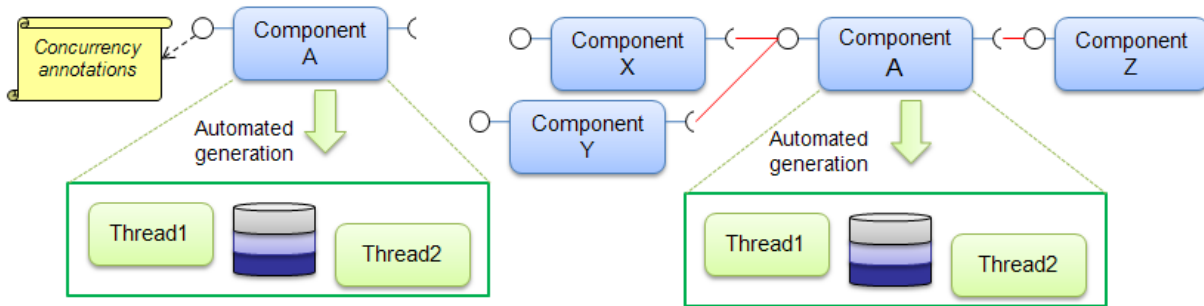 Concurrency
annotations
Component
A
Automated
generation
Thread1
Thread2
Component
X
Component
Y
Component
A
Component
Z
Automated
generation
Thread1
Thread2